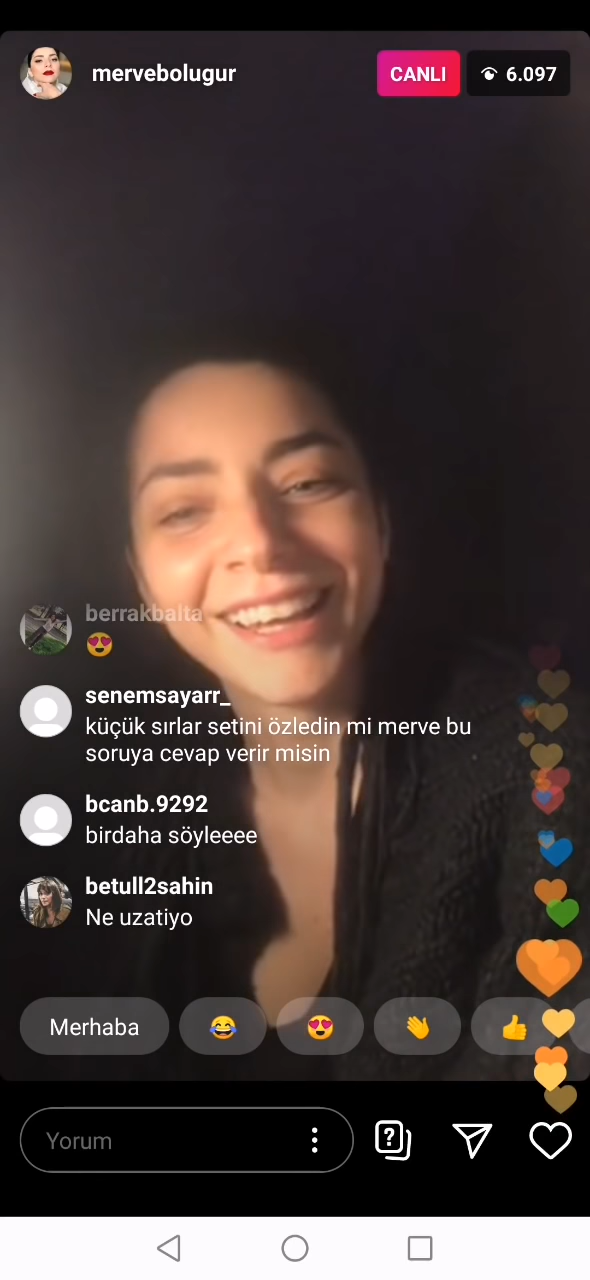 mervebolugur
CANLI
6.097
berrakbalta
😍
senemsayarr_
küçük sırlar setini özledin mi merve bu
soruya cevap verir misin
bcanb.9292
birdaha söyleeee
betull2sahin
Ne uzatiyo
Merhaba 😂 😍 👋 👍
Yorum